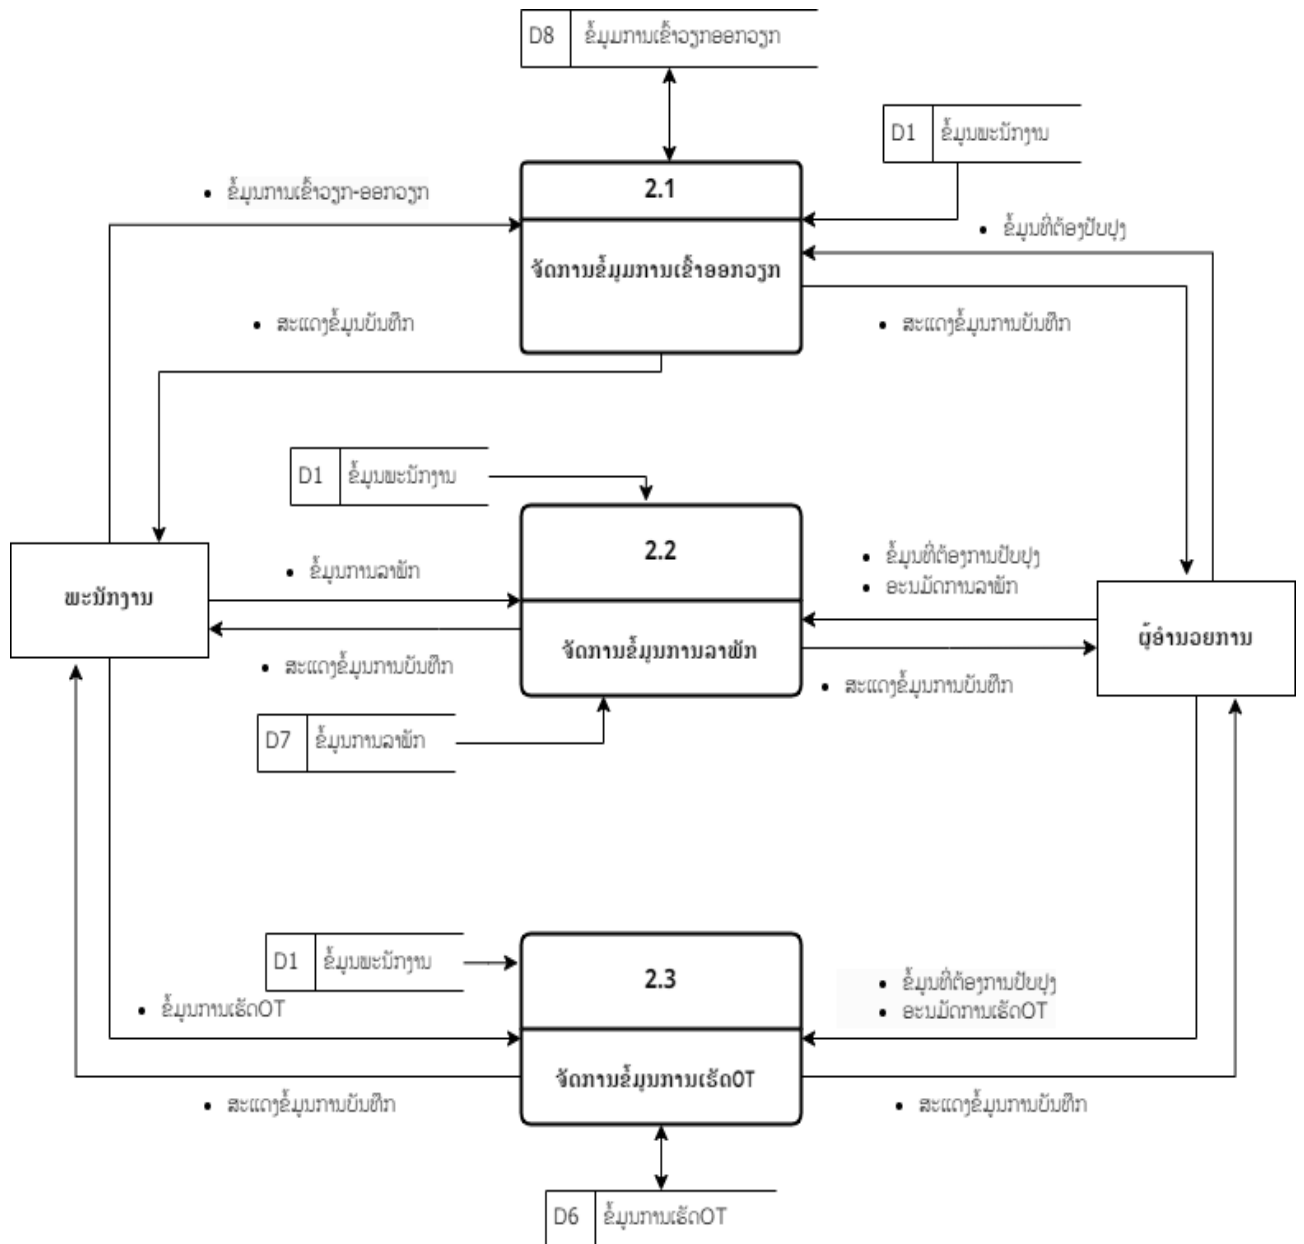 D8 ຂໍ້ມູມການເຂົ້າວຽກອອກວຽກ
D1 ຂໍ້ມູນພະນັກງານ
2.1
• ຂໍ້ມູນການເຂົ້າວຽກ-ອອກວຽກ
• ຂໍ້ມູນທີ່ຕ້ອງປັບປຸງ
ຈັດການຂໍ້ມູມການເຂົ້າອອກວຽກ
• ສະແດງຂໍ້ມູນບັນທຶກ
• ສະແດງຂໍ້ມູນການບັນທຶກ
D1 ຂໍ້ມູນພະນັກງານ
2.2
• ຂໍ້ມູນທີ່ຕ້ອງການປັບປຸງ
• ອະນມັດການລາພັກ
• ຂໍ້ມູນການລາພັກ
ພະນັກງານ
ຜູ້ອຳນວຍການ
ຈັດການຂໍ້ມູນການລາພັກ
• ສະແດງຂໍ້ມູນການບັນທຶກ
• ສະແດງຂໍ້ມູນການບັນທຶກ
D7 ຂໍ້ມູນການລາພັກ
D1 ຂໍ້ມູນພະນັກງານ
2.3
• ຂໍ້ມູນທີ່ຕ້ອງການປັບປຸງ
• ອະນມັດການເຮັດOT
• ຂໍ້ມູນການເຮັດOT
ຈັດການຂໍ້ມູນການເຮັດOT
• ສະແດງຂໍ້ມູນການບັນທຶກ
• ສະແດງຂໍ້ມູນການບັນທຶກ
D6 ຂໍ້ມູນການເຮັດOT